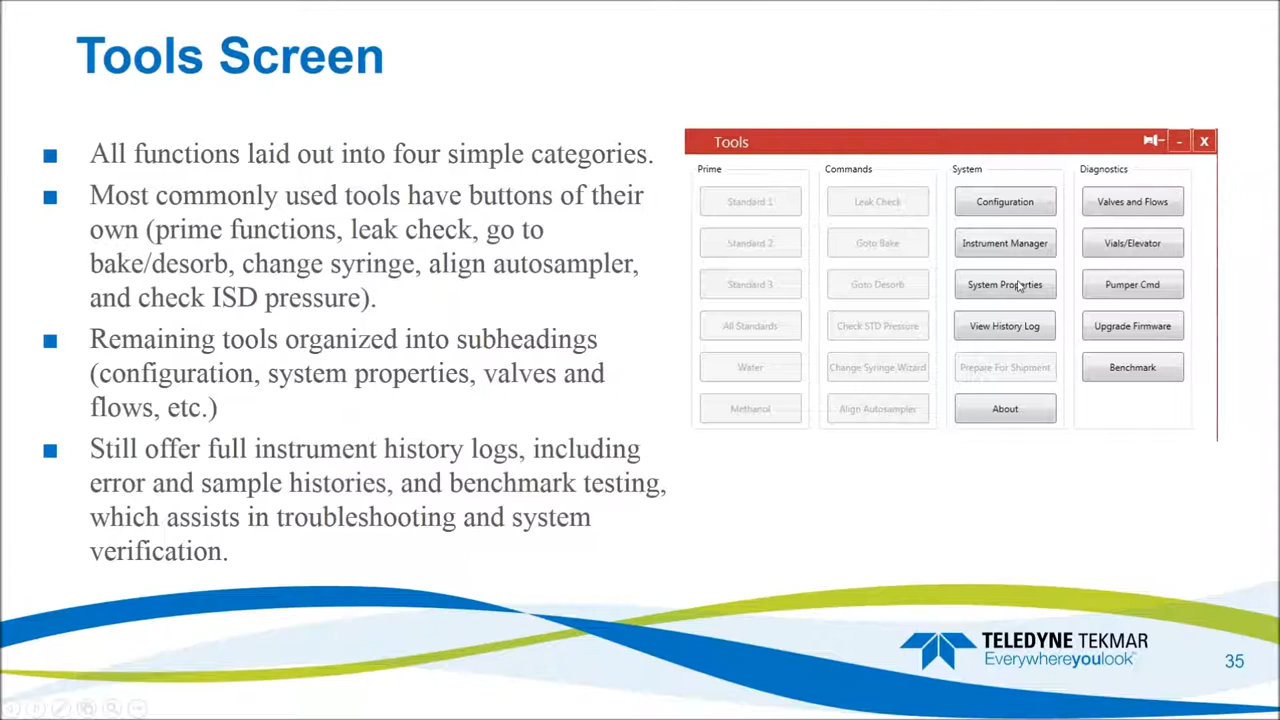 Tools Screen
All functions laid out into four simple categories.
Most commonly used tools have buttons of their
own (prime functions, leak check, go to
bake/desorb, change syringe, align autosampler,
and check ISD pressure).
Remaining tools organized into subheadings
(configuration, system properties, valves and
flows, etc.)
Still offer full instrument history logs, including
error and sample histories, and benchmark testing,
which assists in troubleshooting and system
verification.
Tools
Prime
Standard 1
Standard 2
Standard 3
All Standards
Water
Methanol
Commands
Leak Check
Goto Bake
Goto Desorb
Check STD Pressure
Change Syringe Wizard
Align Autosampler
System
Configuration
Instrument Manager
System Properties
View History Log
Prepare For Shipment
About
Diagnostics
Valves and Flows
Vials/Elevator
Pumper Cmd
Upgrade Firmware
Benchmark
TELEDYNE TEKMAR
Everywhereyoulook
35